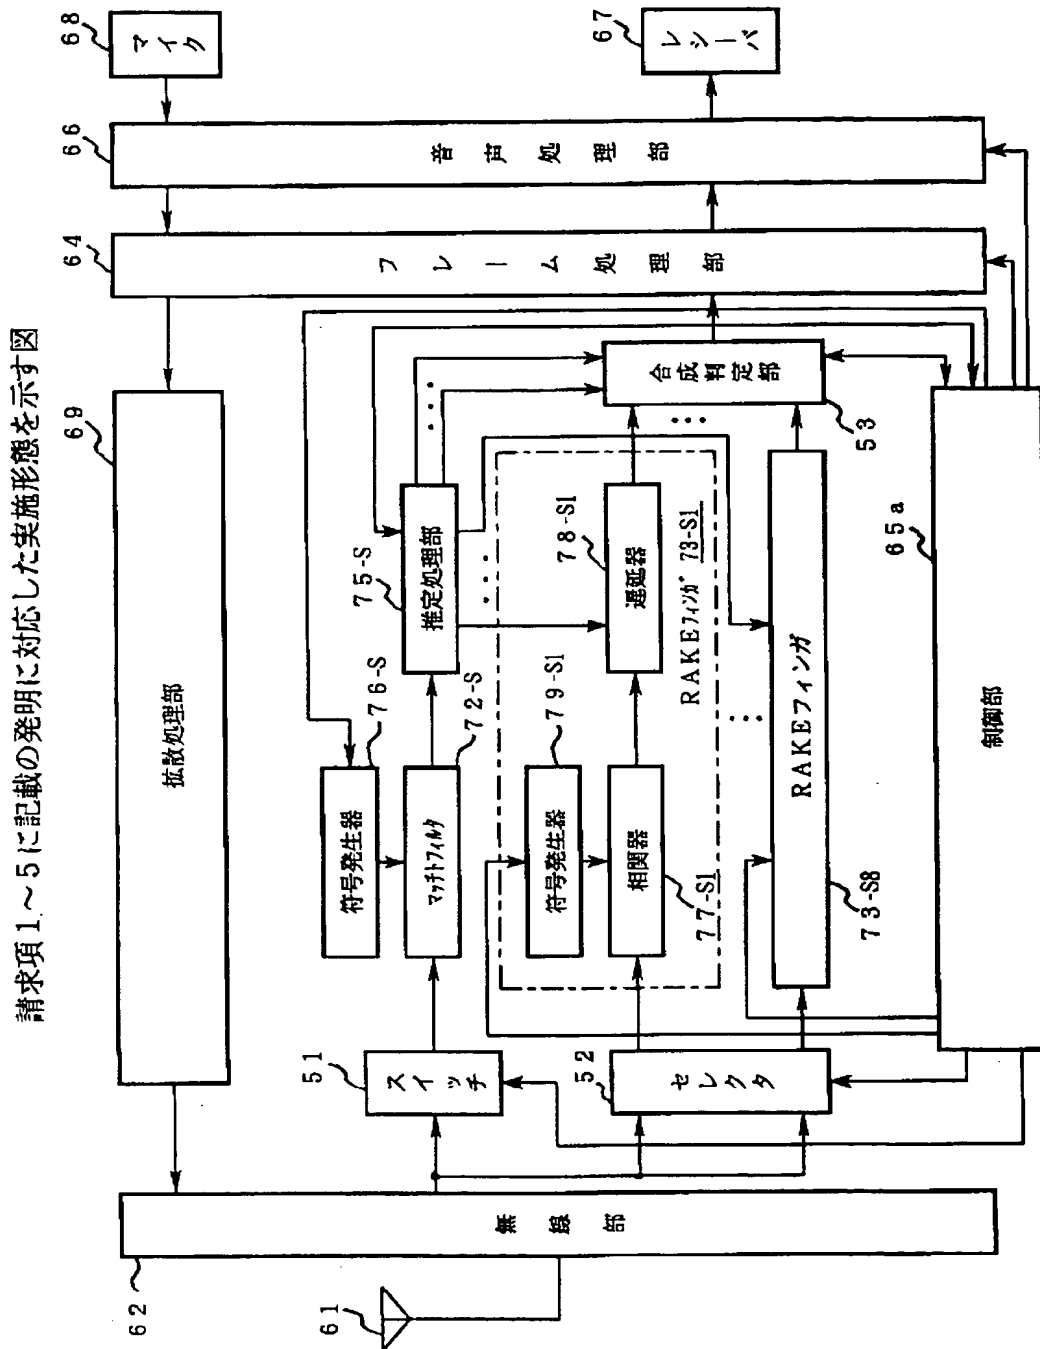 請求項1～5に記載の発明に対応した実施形態を示す図
61
62
無線部
69
拡散処理部
51
スイッチ
52
セレクタ
符号発生器
76-S
マッチトフィルタ
72-S
75-S
推定処理部
符号発生器
79-S1
相関器
77-S1
78-S1
遅延器
RAKEフィンガ 73-S1
RAKEフィンガ
73-S8
合成判定部
53
65a
制御部
64
フレーム処理部
66
音声処理部
68
マイク
67
レシーバ